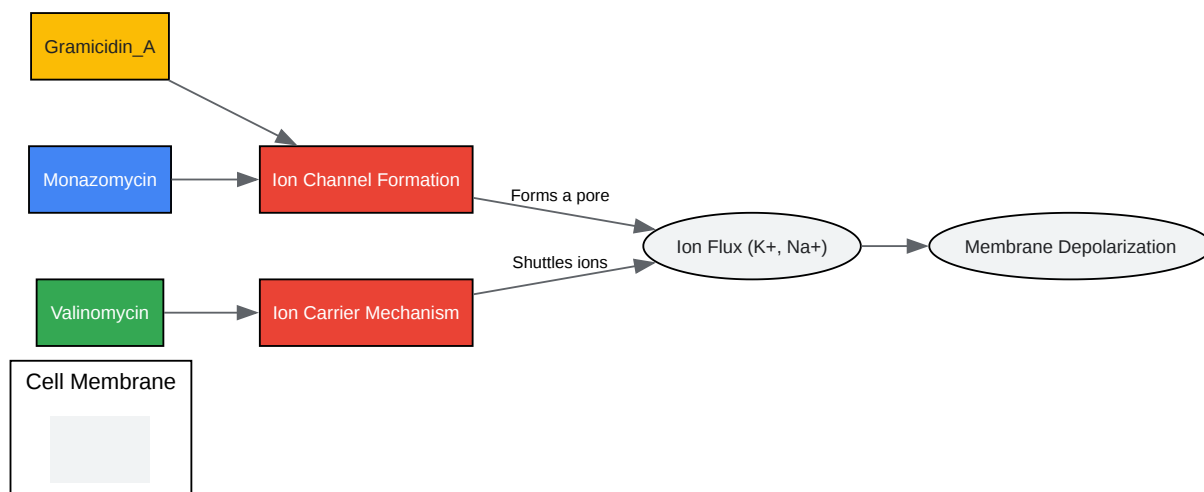 Gramicidin_A
Monazomycin
Ion Channel Formation
Forms a pore
Ion Flux (K+, Na+)
Membrane Depolarization
Shuttles ions
Valinomycin
Ion Carrier Mechanism
Cell Membrane